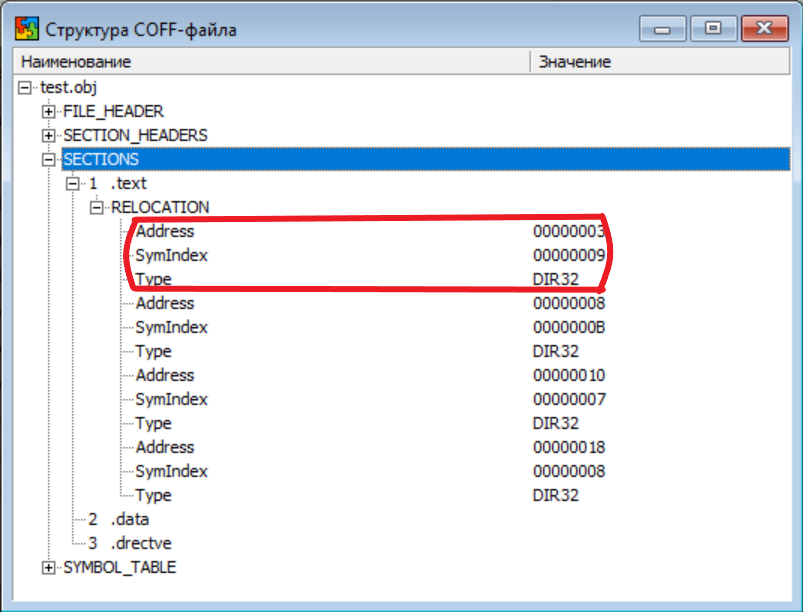 Структура COFF-файла
Наименование Значение
test.obj
FILE_HEADER
SECTION_HEADERS
SECTIONS
1 .text
RELOCATION
Address 00000003
SymIndex 00000009
Type DIR32
Address 00000008
SymIndex 0000000B
Type DIR32
Address 00000010
SymIndex 00000007
Type DIR32
Address 00000018
SymIndex 00000008
Type DIR32
2 .data
3 .drectve
SYMBOL_TABLE